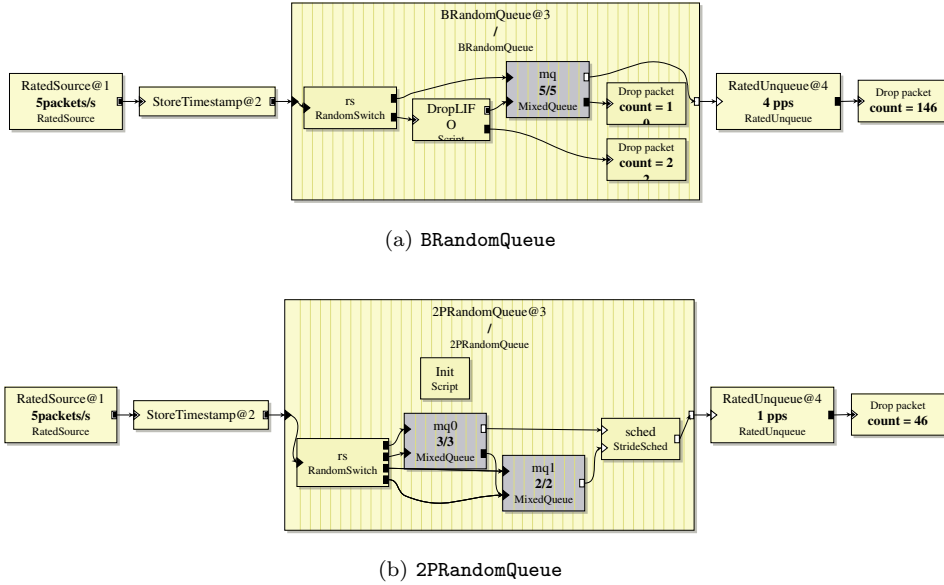 BRandomQueue@3
/
BRandomQueue
RatedSource@1
5packets/s
RatedSource
StoreTimestamp@2
rs
RandomSwitch
DropLIF
O
Script
mq
5/5
MixedQueue
Drop packet
count = 1
0
Drop packet
count = 2
2
RatedUnqueue@4
4 pps
RatedUnqueue
Drop packet
count = 146
(a) BRandomQueue
2PRandomQueue@3
/
2PRandomQueue
Init
Script
RatedSource@1
5packets/s
RatedSource
StoreTimestamp@2
rs
RandomSwitch
mq0
3/3
MixedQueue
mq1
2/2
MixedQueue
sched
StrideSched
RatedUnqueue@4
1 pps
RatedUnqueue
Drop packet
count = 46
(b) 2PRandomQueue